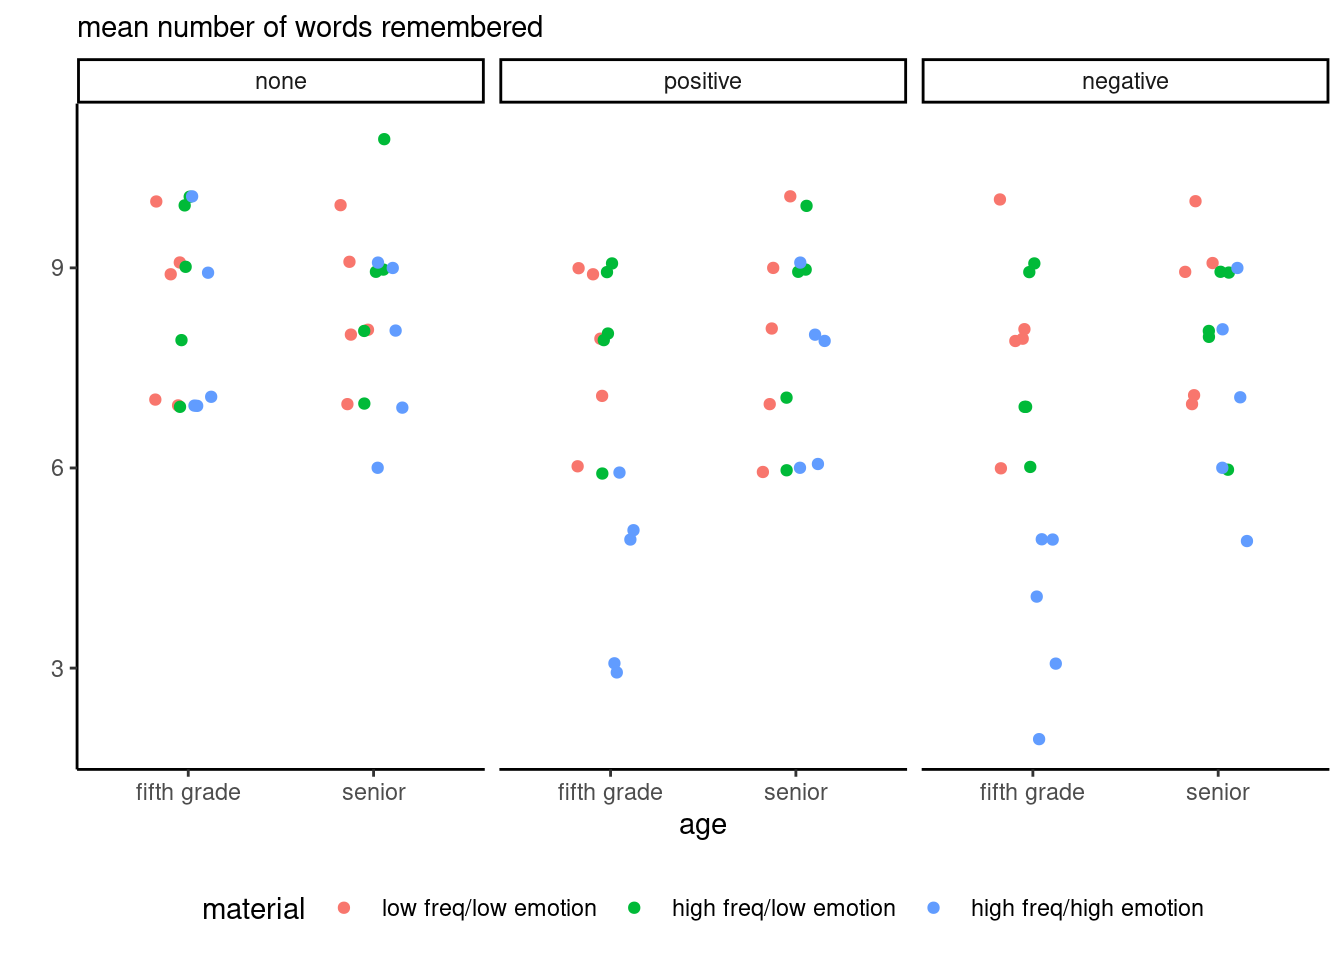 mean number of words remembered
none positive negative
9
6
3
fifth grade senior fifth grade senior fifth grade senior
age
material low freq/low emotion high freq/low emotion high freq/high emotion